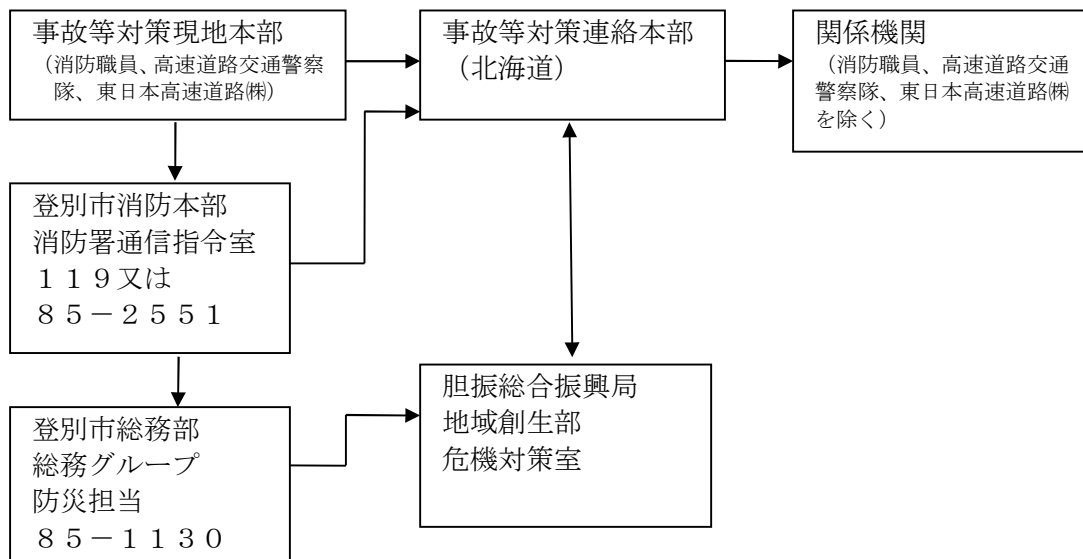 事故等対策現地本部
（消防職員、高速道路交通警察
隊、東日本高速道路㈱）
事故等対策連絡本部
（北海道）
関係機関
（消防職員、高速道路交通
警察隊、東日本高速道路㈱
を除く）
登別市消防本部
消防署通信指令室
１１９又は
８５－２５５１
登別市総務部
総務グループ
防災担当
８５－１１３０
胆振総合振興局
地域創生部
危機対策室